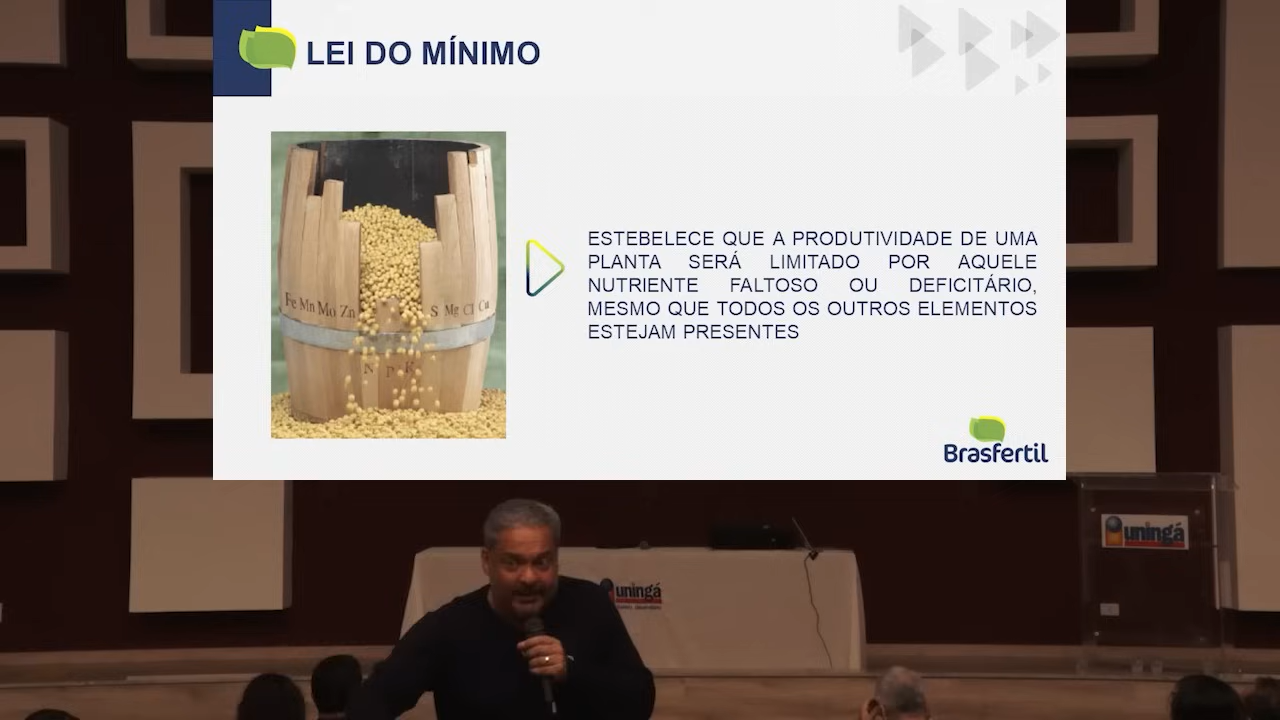 LEI DO MÍNIMO
ESTEBELECE QUE A PRODUTIVIDADE DE UMA
PLANTA SERÁ LIMITADO POR AQUELE
NUTRIENTE FALTOSO OU DEFICITÁRIO,
MESMO QUE TODOS OS OUTROS ELEMENTOS
ESTEJAM PRESENTES
Fe Mn Mo Zn
S Mg Cl Cu
N P K
Brasfertil
uningá
uningá